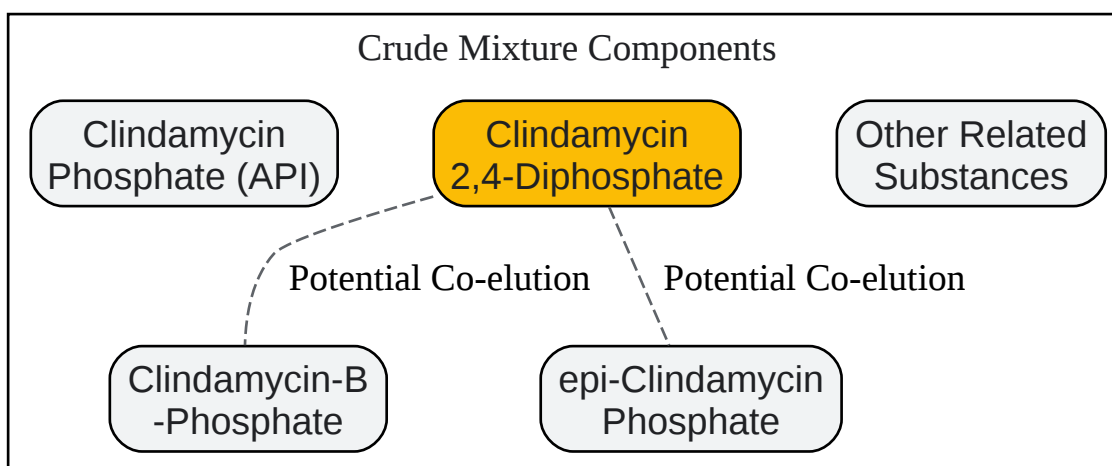 Crude Mixture Components
Clindamycin
Phosphate (API)
Clindamycin
2,4-Diphosphate
Other Related
Substances
Potential Co-elution
Potential Co-elution
Clindamycin-B
-Phosphate
epi-Clindamycin
Phosphate